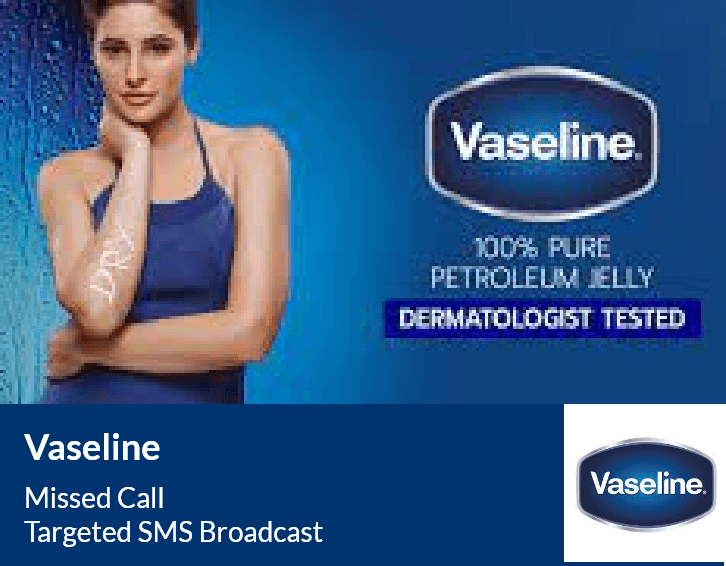 DRY
Vaseline.
100% PURE
PETROLEUM JELLY
DERMATOLOGIST TESTED
Vaseline
Missed Call
Targeted SMS Broadcast
Vaseline.